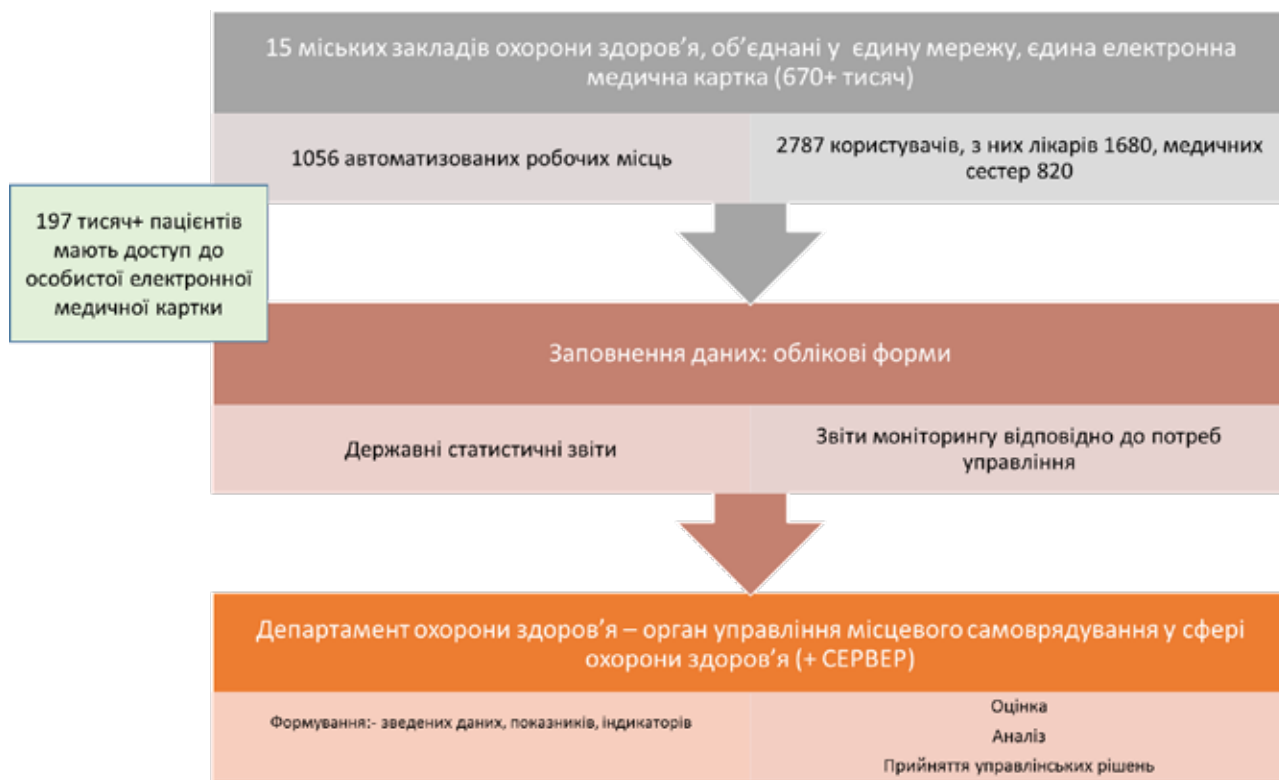 15 міських закладів охорони здоров’я, об’єднані у єдину мережу, єдина електронна
медична картка (670+ тисяч)
1056 автоматизованих робочих місць
2787 користувачів, з них лікарів 1680, медичних
сестер 820
197 тисяч+ пацієнтів
мають доступ до
особистої електронної
медичної картки
Заповнення даних: облікові форми
Державні статистичні звіти
Звіти моніторингу відповідно до потреб
управління
Департамент охорони здоров’я – орган управління місцевого самоврядування у сфері
охорони здоров’я (+ СЕРВЕР)
Формування:- зведених даних, показників, індикаторів
Оцінка
Аналіз
Прийняття управлінських рішень